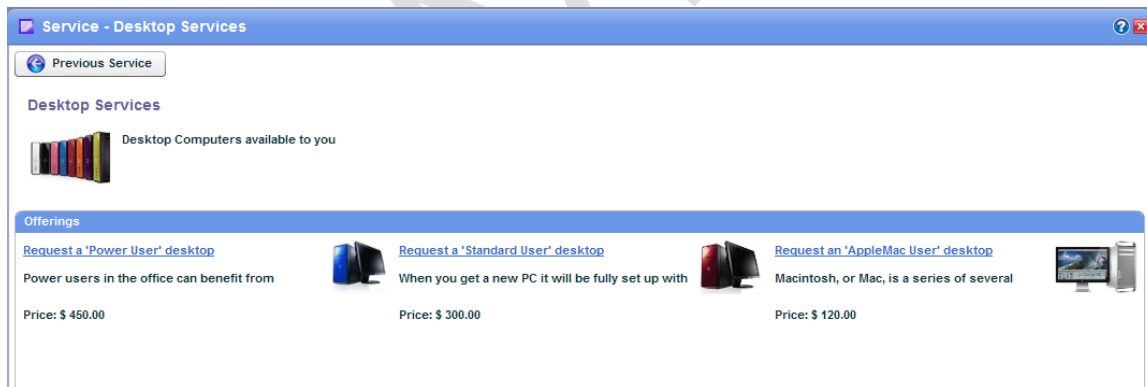 Service - Desktop Services
Previous Service
Desktop Services
Desktop Computers available to you
Offerings
Request a 'Power User' desktop
Power users in the office can benefit from
Price: $ 450.00
Request a 'Standard User' desktop
When you get a new PC it will be fully set up with
Price: $ 300.00
Request an 'AppleMac User' desktop
Macintosh, or Mac, is a series of several
Price: $ 120.00